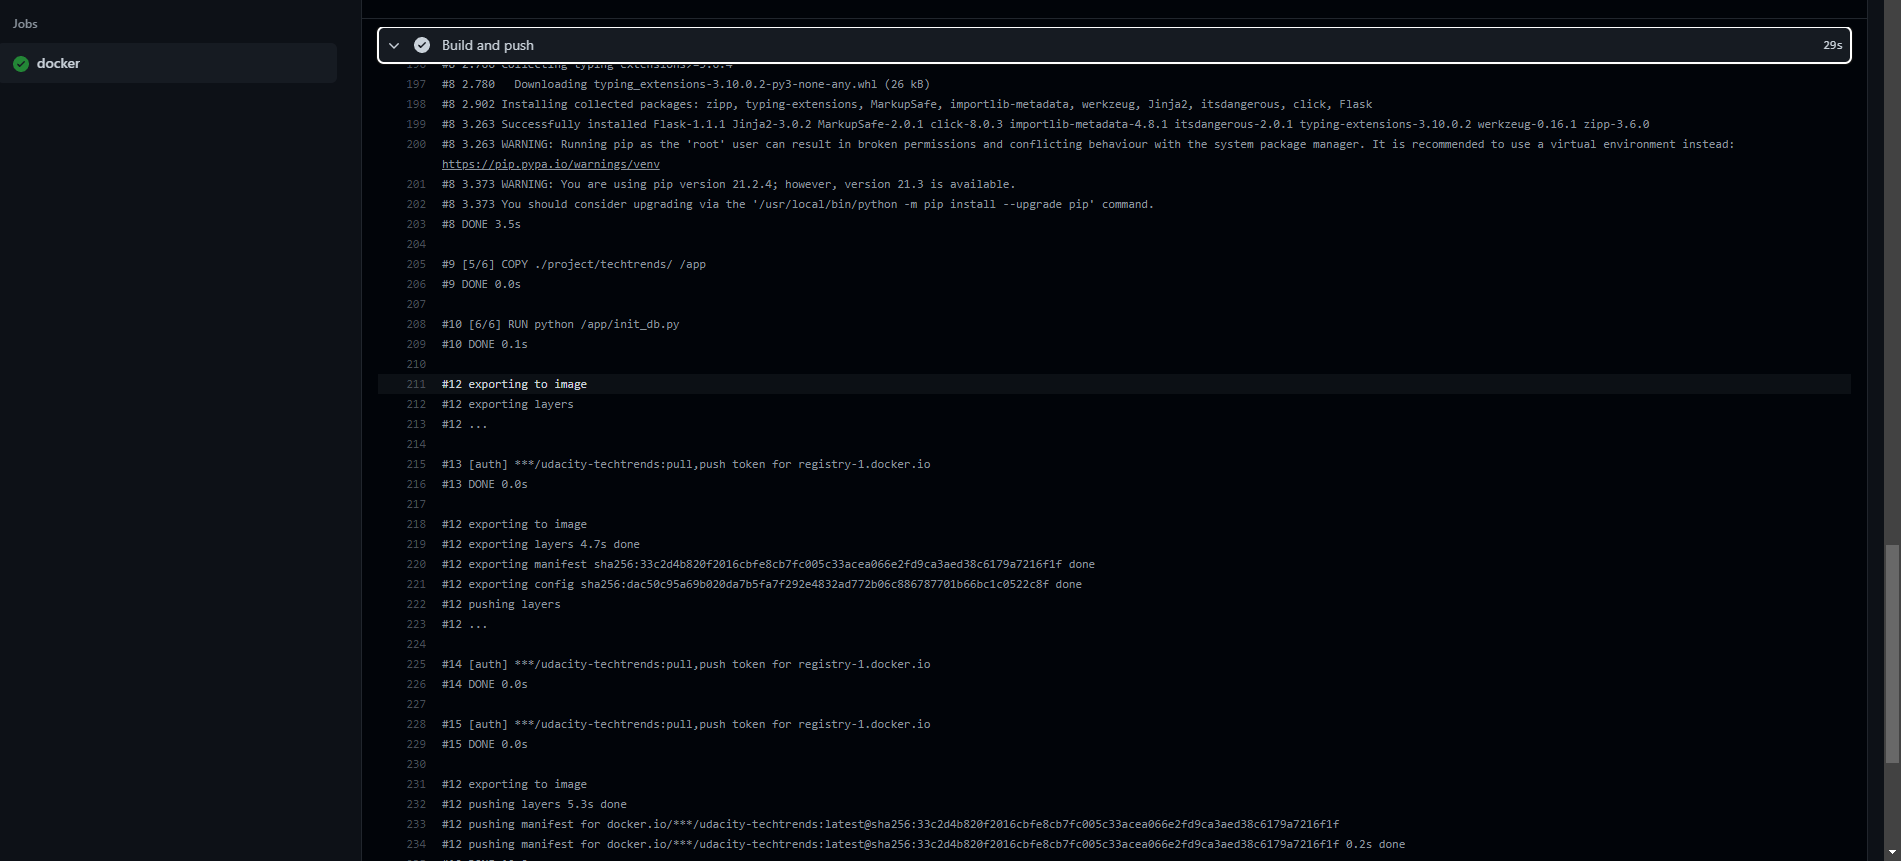 Jobs
docker
Build and push
29s
196 #8 2.766 Collecting typing-extensions>=3.6.4
197 #8 2.780   Downloading typing_extensions-3.10.0.2-py3-none-any.whl (26 kB)
198 #8 2.902 Installing collected packages: zipp, typing-extensions, MarkupSafe, importlib-metadata, werkzeug, Jinja2, itsdangerous, click, Flask
199 #8 3.263 Successfully installed Flask-1.1.1 Jinja2-3.0.2 MarkupSafe-2.0.1 click-8.0.3 importlib-metadata-4.8.1 itsdangerous-2.0.1 typing-extensions-3.10.0.2 werkzeug-0.16.1 zipp-3.6.0
200 #8 3.263 WARNING: Running pip as the 'root' user can result in broken permissions and conflicting behaviour with the system package manager. It is recommended to use a virtual environment instead:
https://pip.pypa.io/warnings/venv
201 #8 3.373 WARNING: You are using pip version 21.2.4; however, version 21.3 is available.
202 #8 3.373 You should consider upgrading via the '/usr/local/bin/python -m pip install --upgrade pip' command.
203 #8 DONE 3.5s
204
205 #9 [5/6] COPY ./project/techtrends/ /app
206 #9 DONE 0.0s
207
208 #10 [6/6] RUN python /app/init_db.py
209 #10 DONE 0.1s
210
211 #12 exporting to image
212 #12 exporting layers
213 #12 ...
214
215 #13 [auth] ***/udacity-techtrends:pull,push token for registry-1.docker.io
216 #13 DONE 0.0s
217
218 #12 exporting to image
219 #12 exporting layers 4.7s done
220 #12 exporting manifest sha256:33c2d4b820f2016cbfe8cb7fc005c33acea066e2fd9ca3aed38c6179a7216f1f done
221 #12 exporting config sha256:dac50c95a69b020da7b5fa7f292e4832ad772b06c886787701b66bc1c0522c8f done
222 #12 pushing layers
223 #12 ...
224
225 #14 [auth] ***/udacity-techtrends:pull,push token for registry-1.docker.io
226 #14 DONE 0.0s
227
228 #15 [auth] ***/udacity-techtrends:pull,push token for registry-1.docker.io
229 #15 DONE 0.0s
230
231 #12 exporting to image
232 #12 pushing layers 5.3s done
233 #12 pushing manifest for docker.io/***/udacity-techtrends:latest@sha256:33c2d4b820f2016cbfe8cb7fc005c33acea066e2fd9ca3aed38c6179a7216f1f
234 #12 pushing manifest for docker.io/***/udacity-techtrends:latest@sha256:33c2d4b820f2016cbfe8cb7fc005c33acea066e2fd9ca3aed38c6179a7216f1f 0.2s done